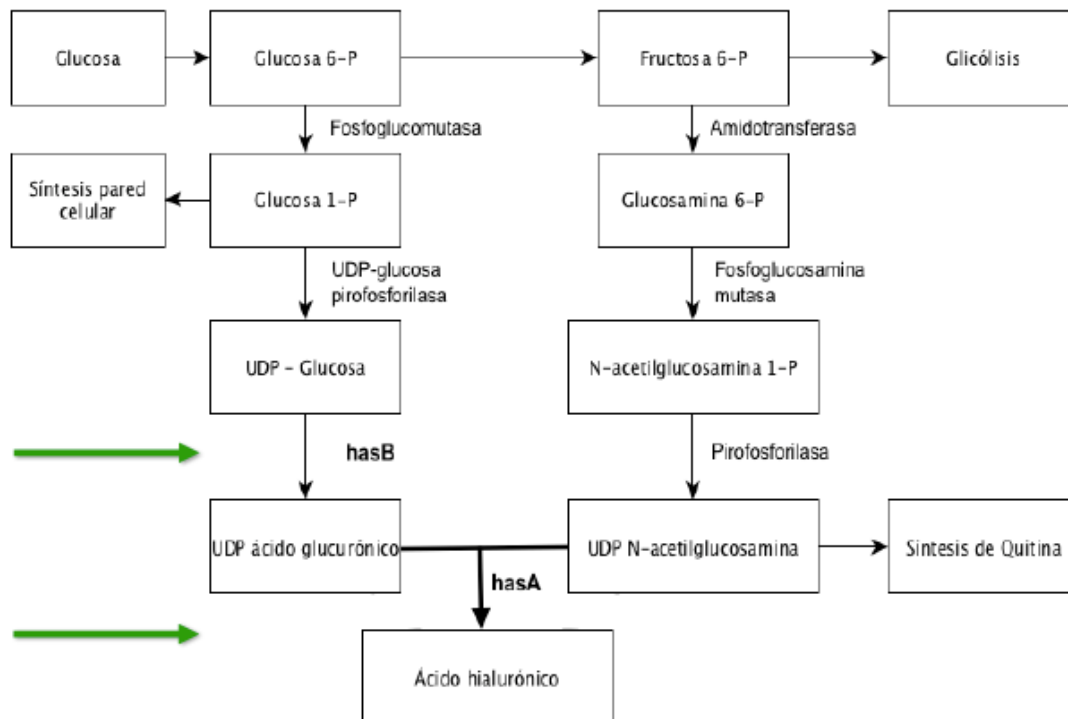 Glucosa
Glucosa 6-P
Fructosa 6-P
Glicólisis
Fosfoglucomutasa
Amidotransferasa
Síntesis pared
celular
Glucosa 1-P
Glucosamina 6-P
UDP-glucosa
pirofosforilasa
Fosfoglucosamina
mutasa
UDP - Glucosa
N-acetilglucosamina 1-P
hasB
Pirofosforilasa
UDP ácido glucurónico
UDP N-acetilglucosamina
Sintesis de Quitina
hasA
Ácido hialurónico